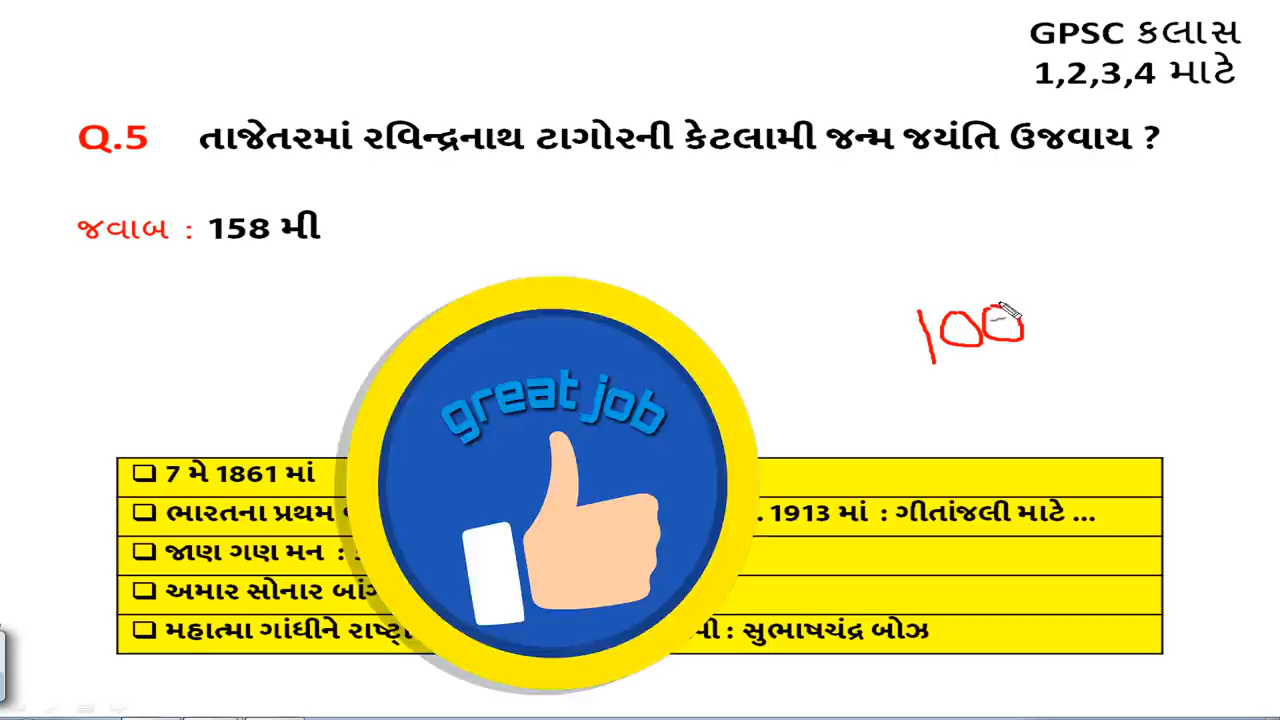 GPSC કલાસ
1,2,3,4 માટે
Q.5 તાજેતરમાં રવિન્દ્રનાથ ટાગોરની કેટલામી જન્મ જયંતિ ઉજવાય ?
જવાબ : 158 મી
100
great job
7 મે 1861 માં
ભારતના પ્રથમ . 1913 માં : ગીતાંજલી માટે ...
જાણ ગણ મન :
અમાર સોનાર
મહાત્મા ગાંધીને : સુભાષચંદ્ર બોઝ